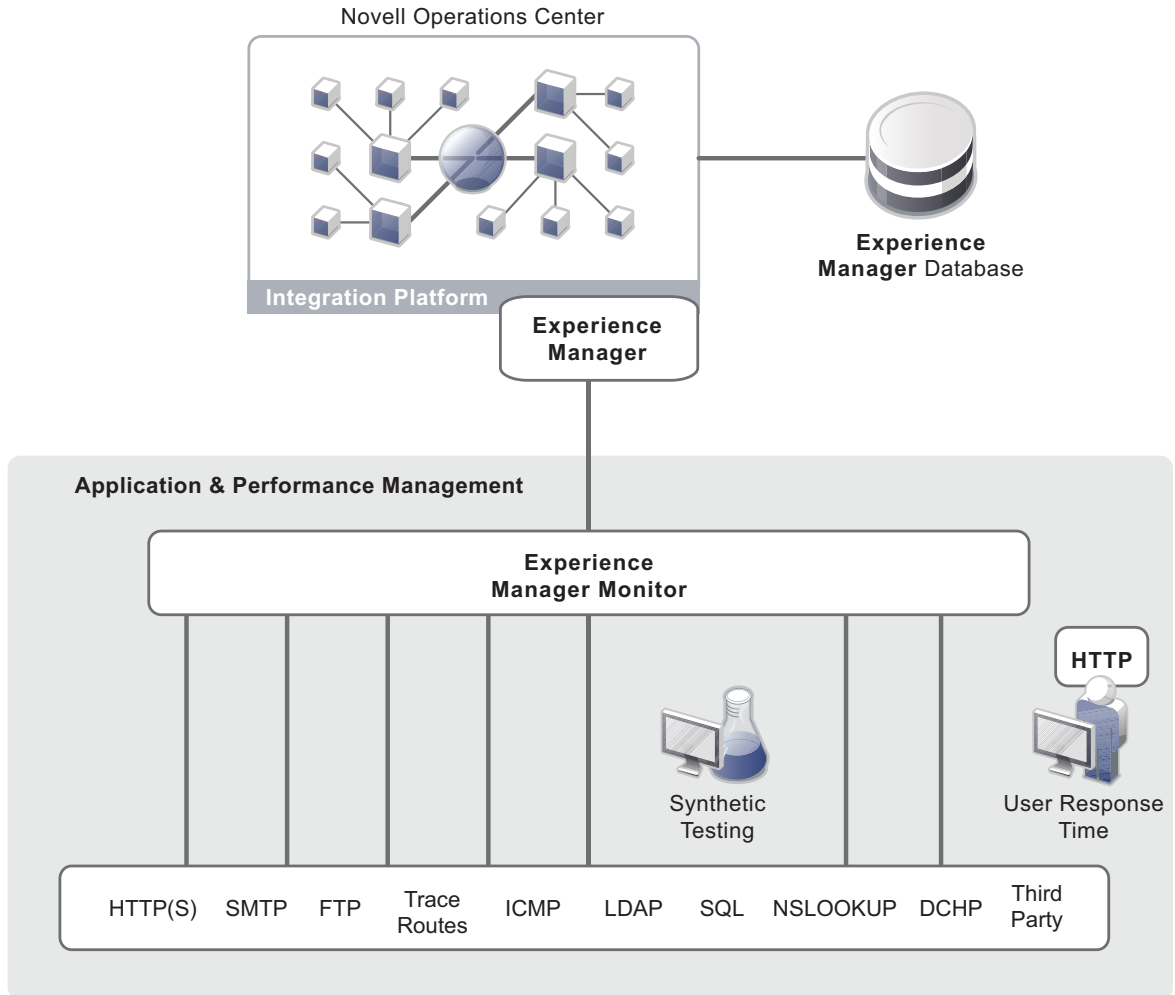 Novell Operations Center
Integration Platform
Experience
Manager
Experience
Manager Database
Application & Performance Management
Experience
Manager Monitor
HTTP
Synthetic
Testing
User Response
Time
HTTP(S)
SMTP
FTP
Trace
Routes
ICMP
LDAP
SQL
NSLOOKUP
DCHP
Third
Party